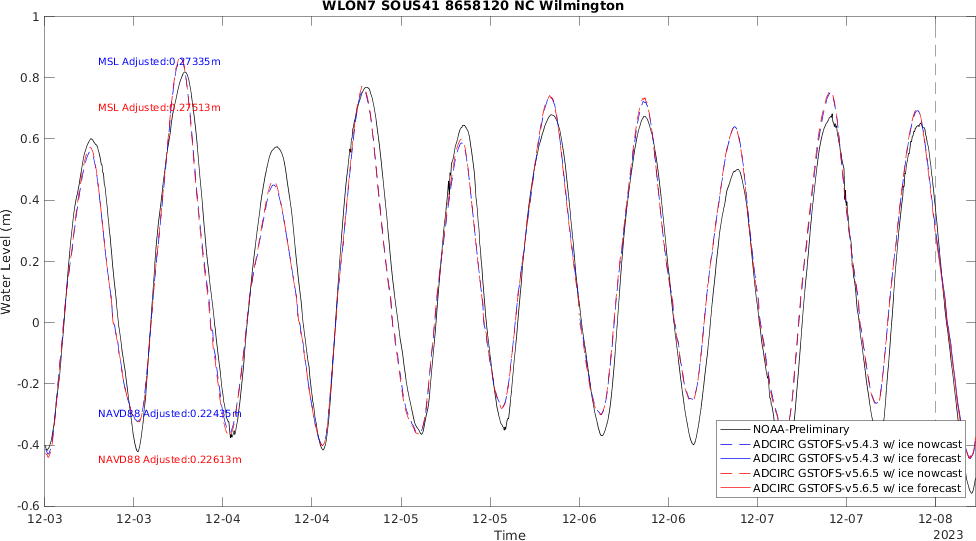 WLON7 SOUS41 8658120 NC Wilmington
1
0.8
0.6
0.4
0.2
0
-0.2
-0.4
-0.6
Water Level (m)
MSL Adjusted:0.27335m
MSL Adjusted:0.27513m
NAVD88 Adjusted:0.22435m
NAVD88 Adjusted:0.22613m
NOAA-Preliminary
ADCIRC GSTOFS-v5.4.3 w/ ice nowcast
ADCIRC GSTOFS-v5.4.3 w/ ice forecast
ADCIRC GSTOFS-v5.6.5 w/ ice nowcast
ADCIRC GSTOFS-v5.6.5 w/ ice forecast
12-03 12-03 12-04 12-04 12-05 12-05 12-06 12-06 12-07 12-07 12-08
Time 2023